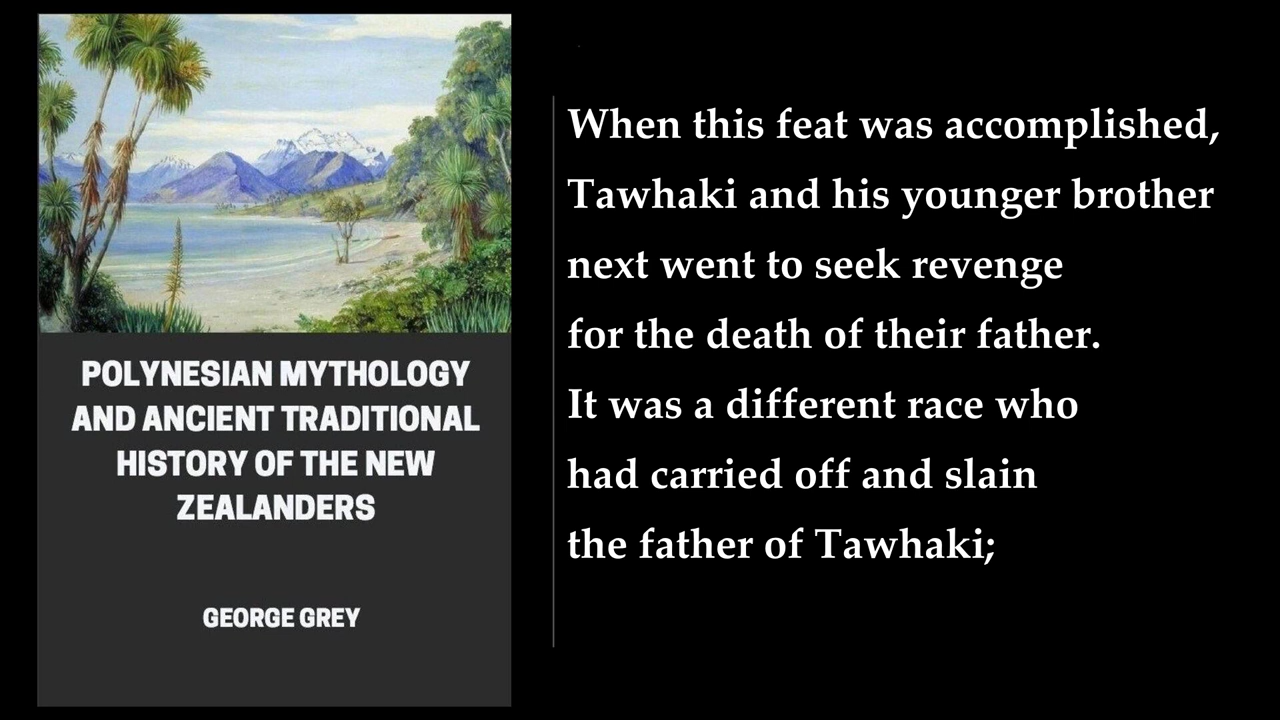 POLYNESIAN MYTHOLOGY
AND ANCIENT TRADITIONAL
HISTORY OF THE NEW
ZEALANDERS
GEORGE GREY
When this feat was accomplished,
Tawhaki and his younger brother
next went to seek revenge
for the death of their father.
It was a different race who
had carried off and slain
the father of Tawhaki;